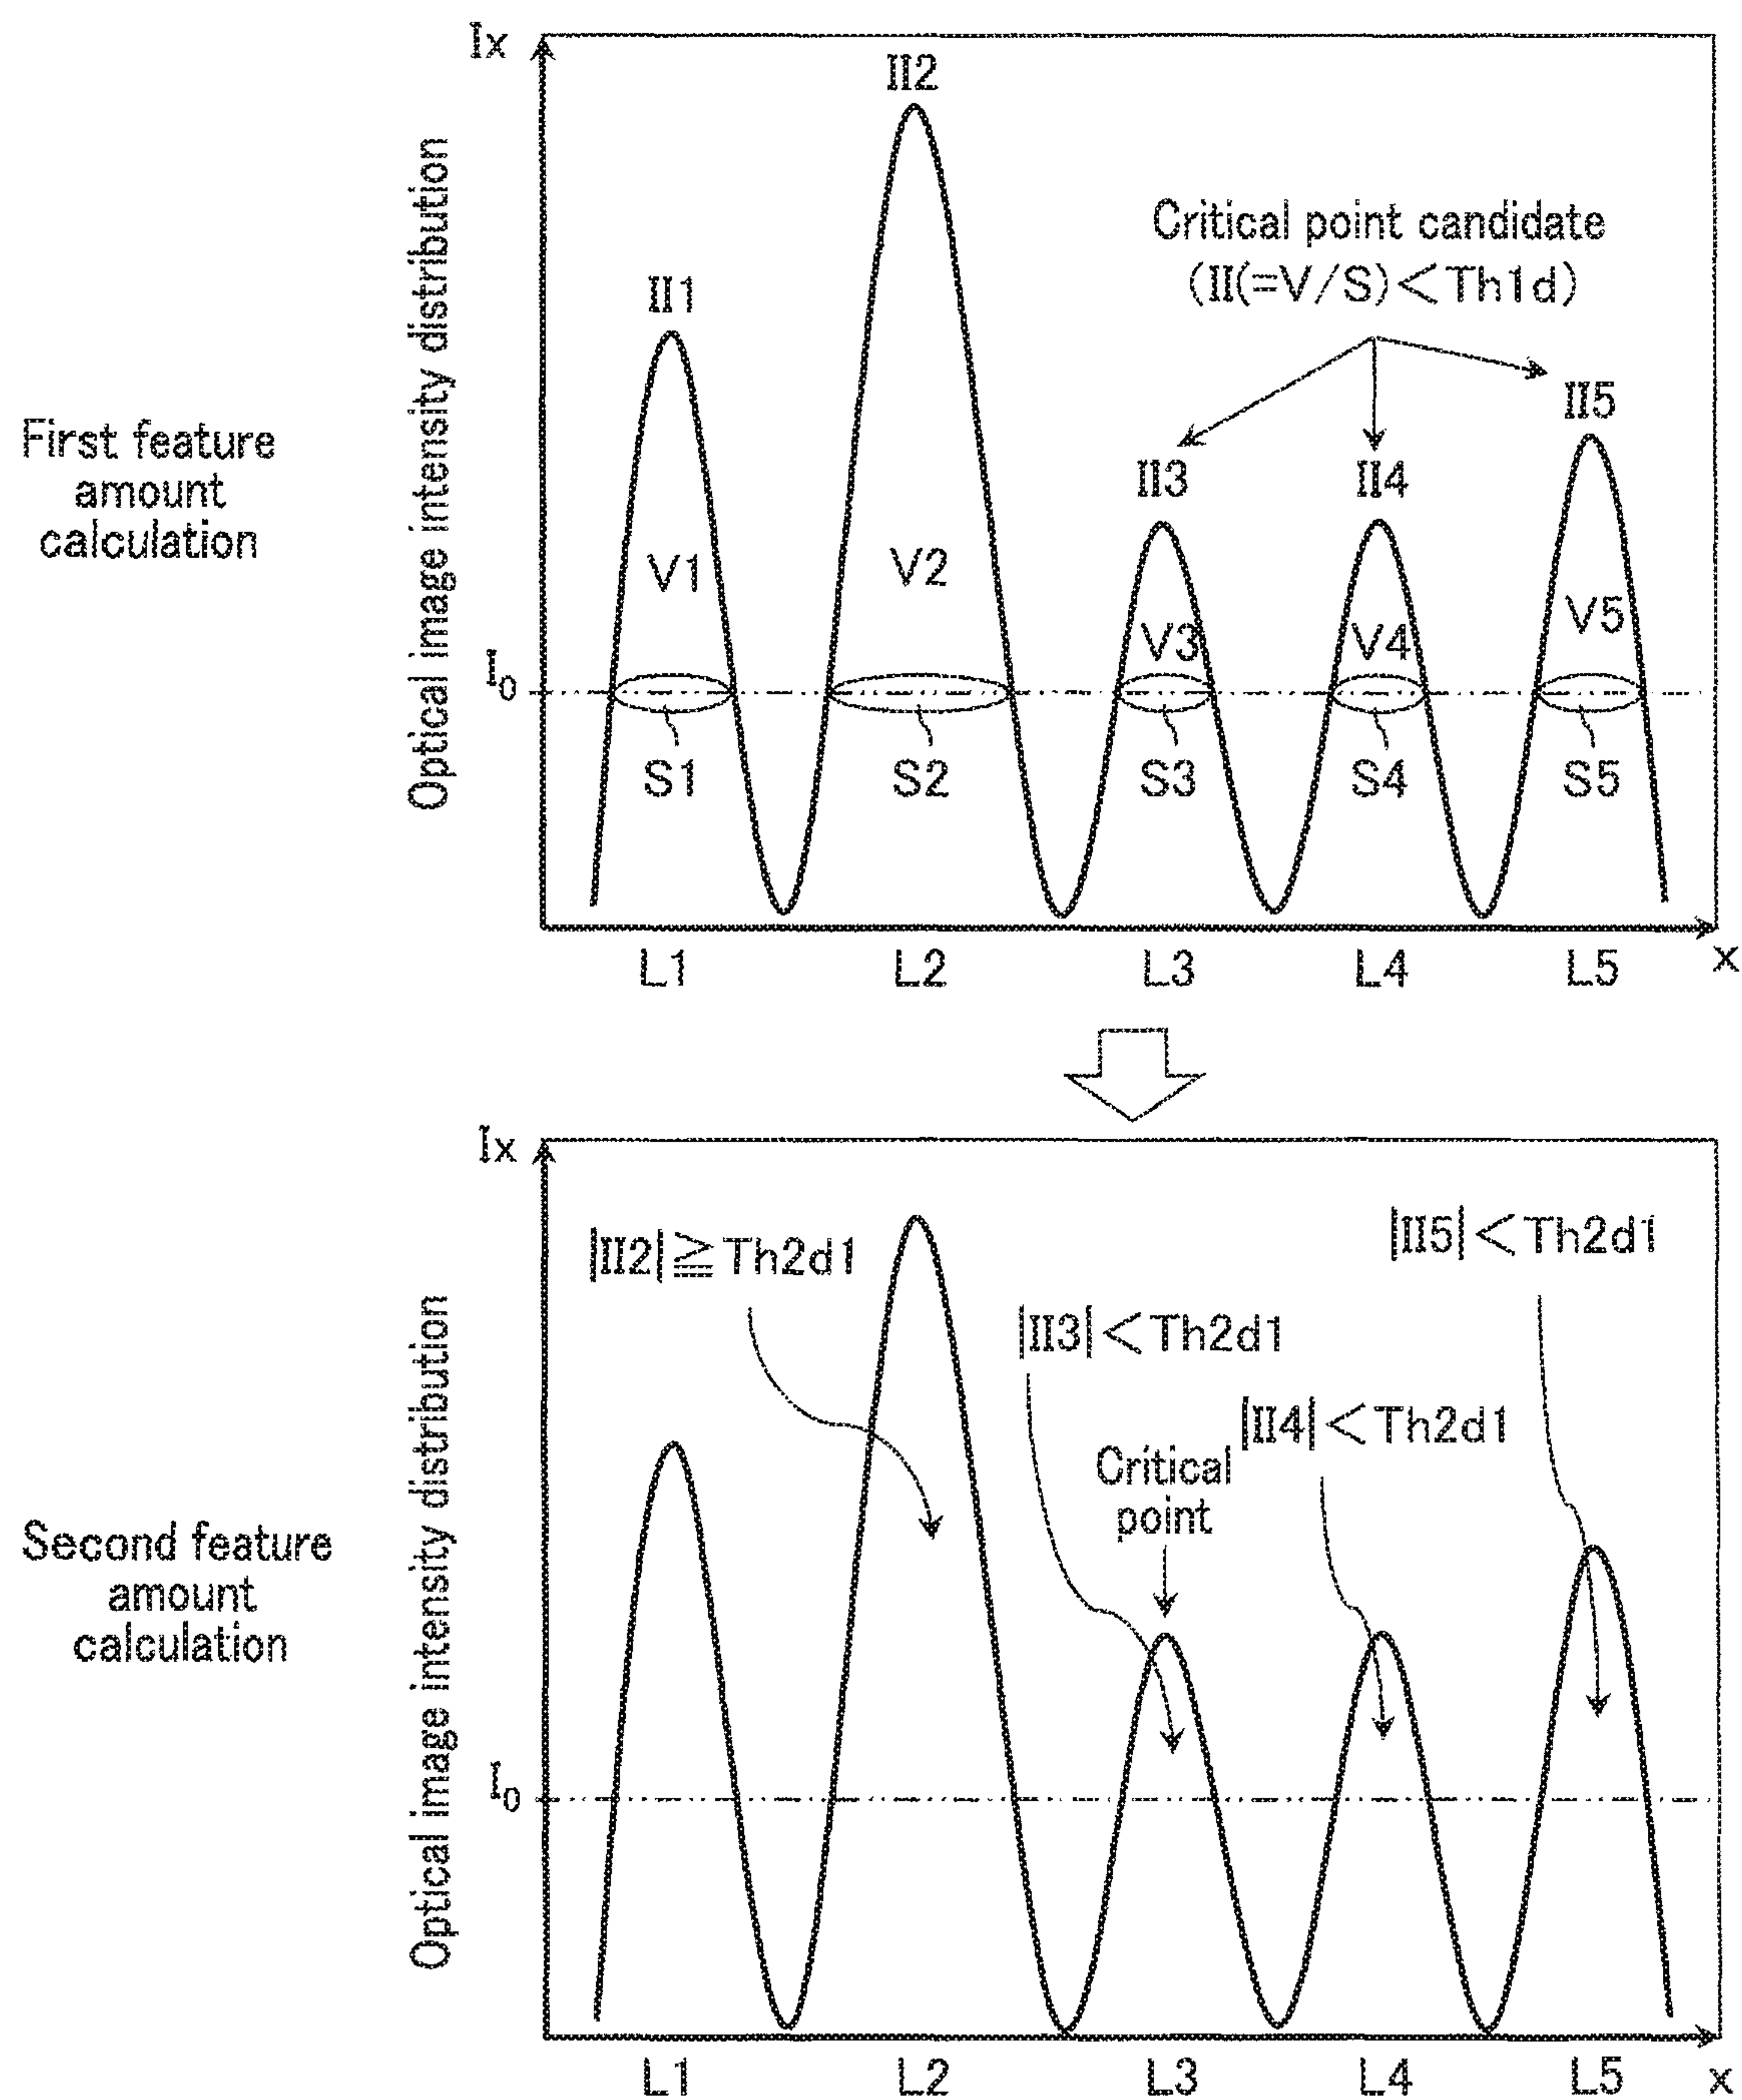 Ix
II2
Critical point candidate
(II(=V/S)<Th1d)
II1
II5
II3
II4
First feature
amount
calculation
Optical image intensity distribution
V1
V2
V3
V4
V5
I0
S1
S2
S3
S4
S5
L1
L2
L3
L4
L5
x
Ix
|II2|≧Th2d1
|II5|<Th2d1
|II3|<Th2d1
|II4|<Th2d1
Critical
point
Second feature
amount
calculation
Optical image intensity distribution
I0
L1
L2
L3
L4
L5
x